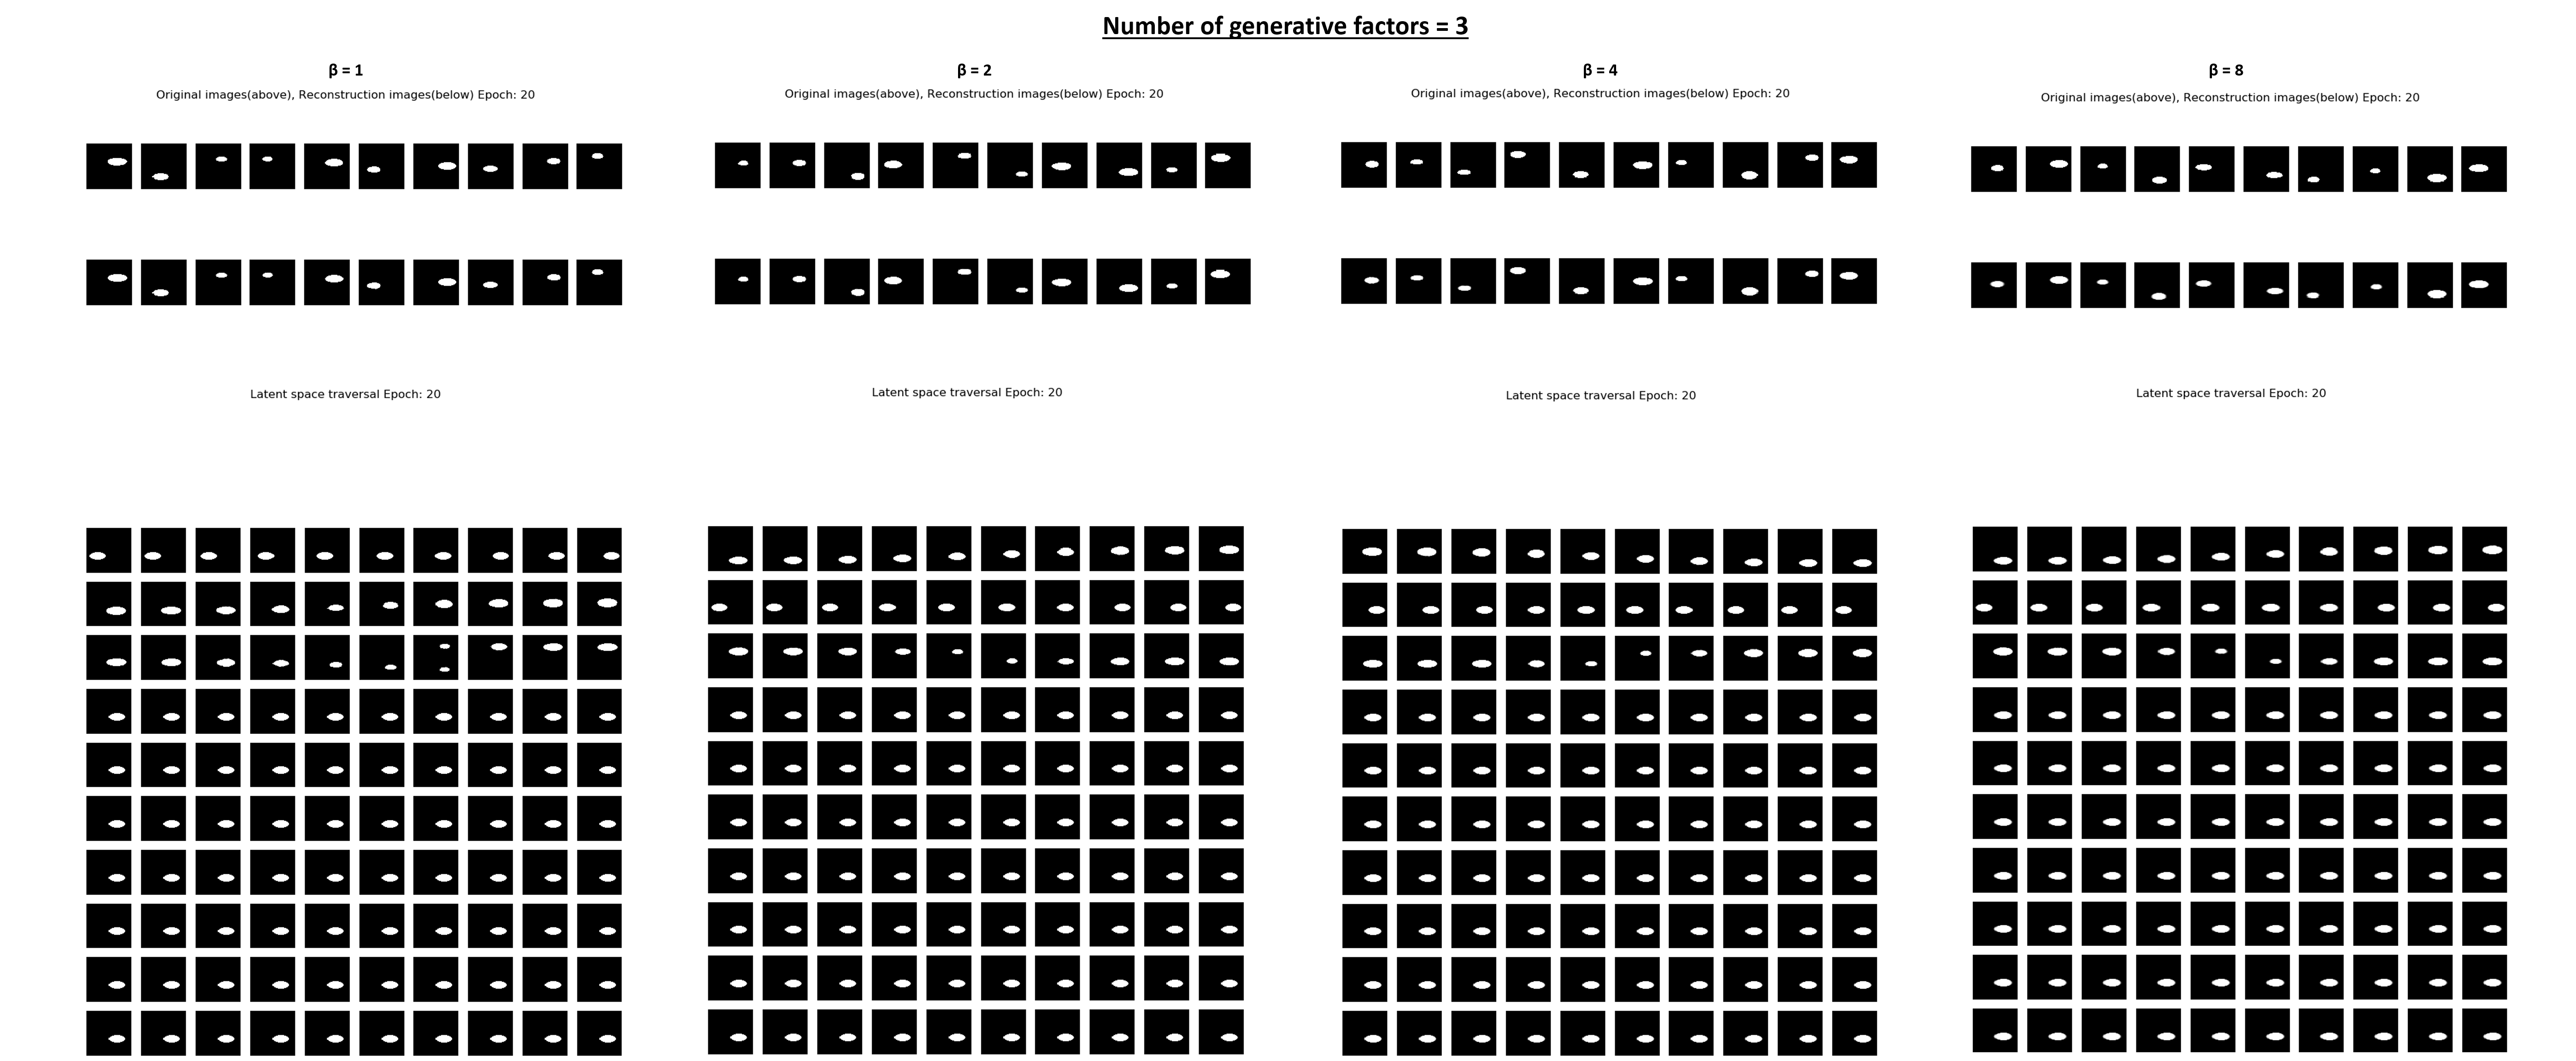 Number of generative factors = 3
β = 1
Original images(above), Reconstruction images(below) Epoch: 20
Latent space traversal Epoch: 20
β = 2
Original images(above), Reconstruction images(below) Epoch: 20
Latent space traversal Epoch: 20
β = 4
Original images(above), Reconstruction images(below) Epoch: 20
Latent space traversal Epoch: 20
β = 8
Original images(above), Reconstruction images(below) Epoch: 20
Latent space traversal Epoch: 20